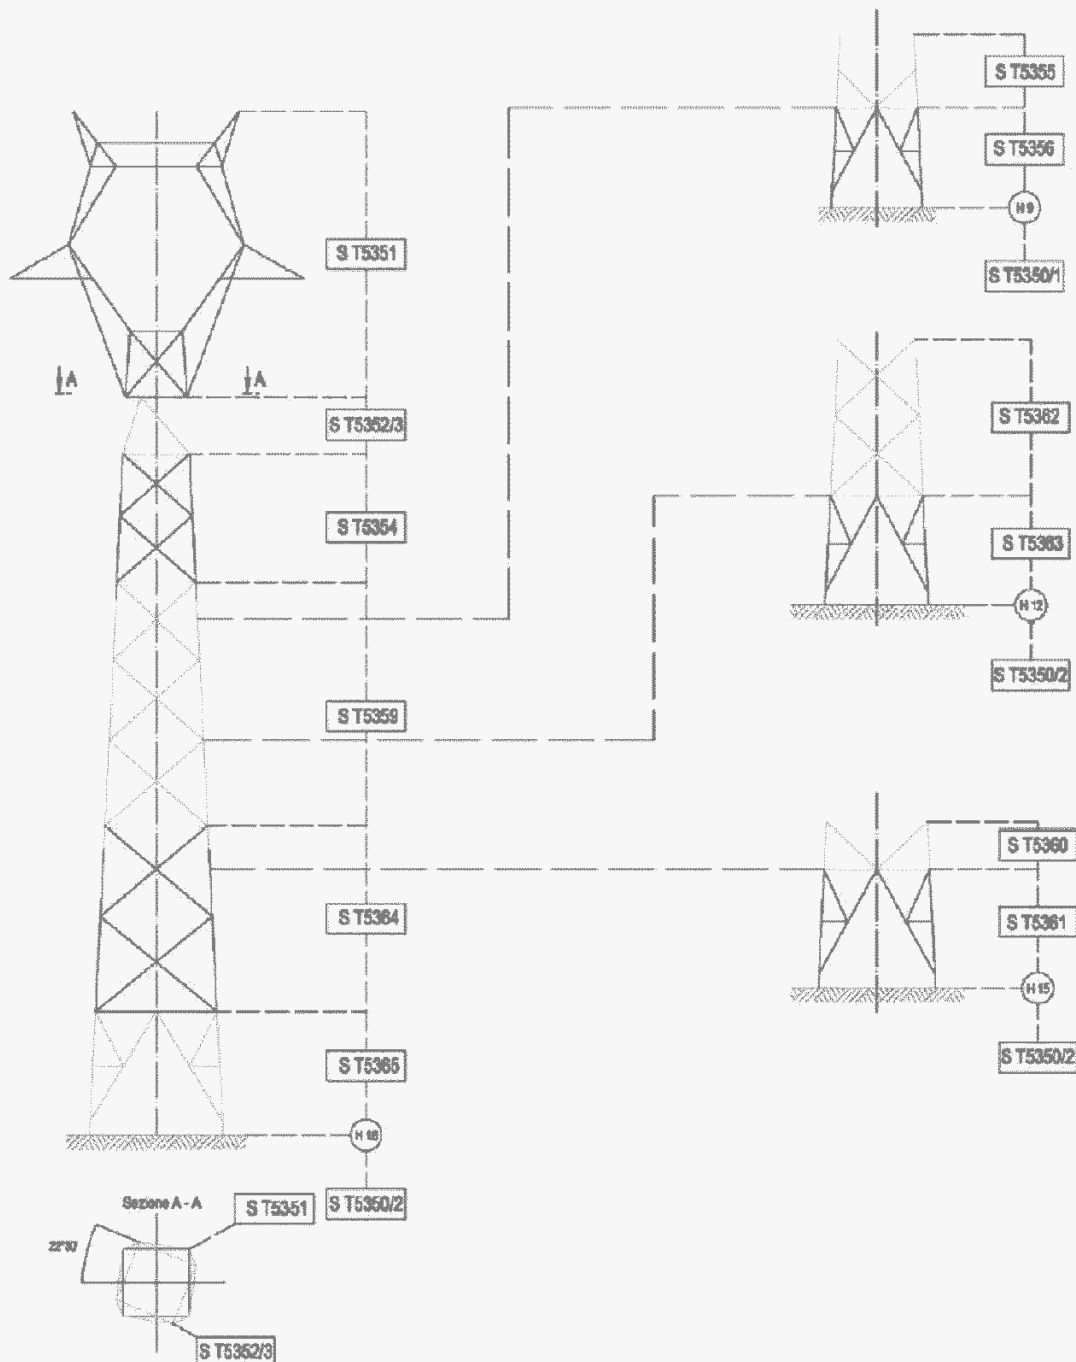 S T5355
S T5356
H 9
S T5350/1
S T5351
A
A
S T5352/3
S T5362
S T5354
S T5363
H 12
S T5350/2
S T5359
S T5360
S T5364
S T5361
H 15
S T5350/2
S T5365
H 18
S T5350/2
Sezione A - A
S T5351
S T5352/3